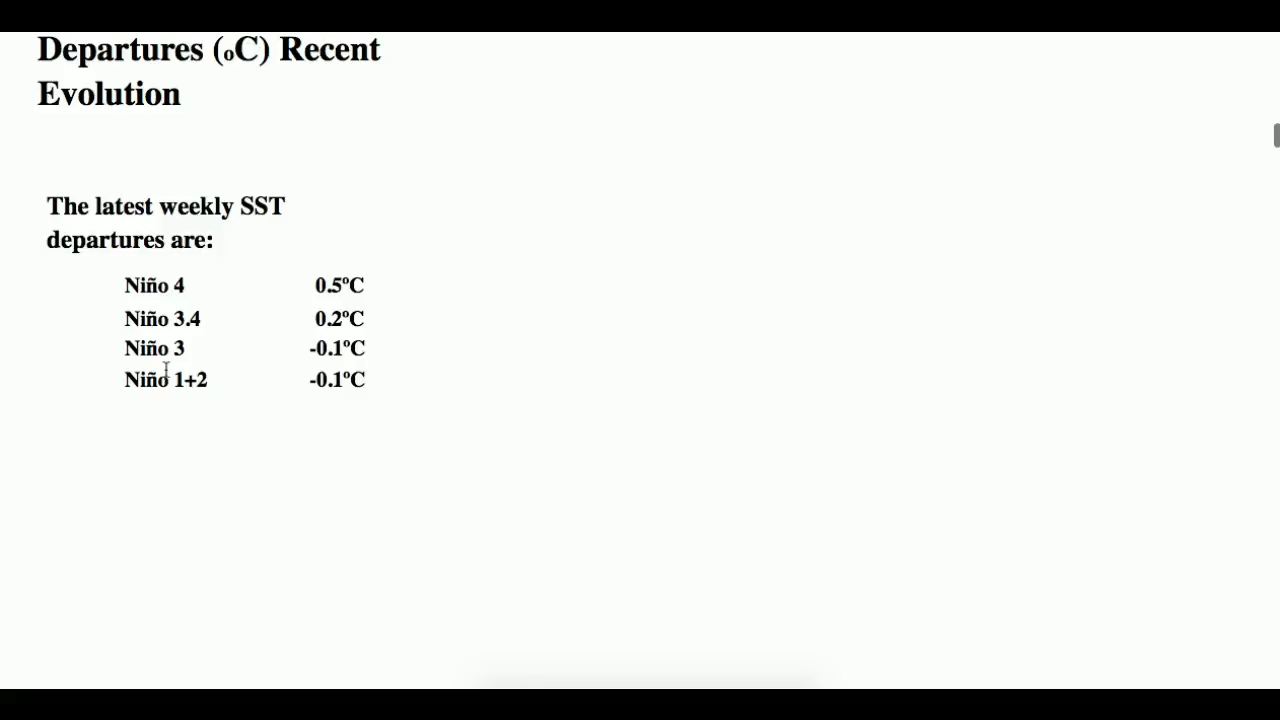 Departures (oC) Recent
Evolution
The latest weekly SST
departures are:
Niño 4 0.5ºC
Niño 3.4 0.2ºC
Niño 3 -0.1ºC
Niño 1+2 -0.1ºC